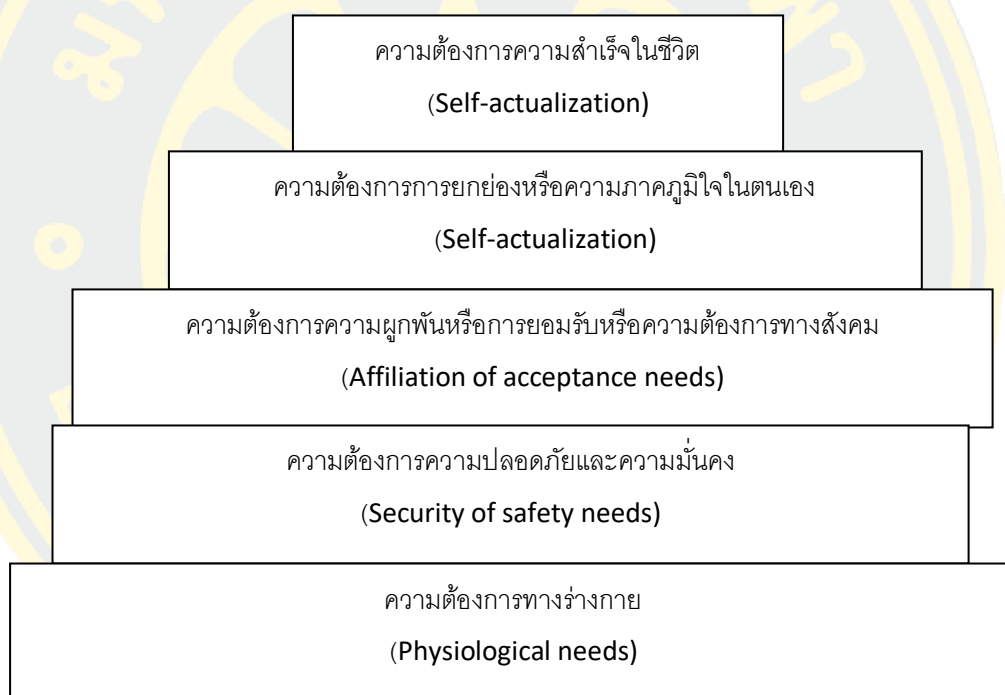 ความต้องการความสำเร็จในชีวิต
(Self-actualization)
ความต้องการการยกย่องหรือความภาคภูมิใจในตนเอง
(Self-actualization)
ความต้องการความผูกพันหรือการยอมรับหรือความต้องการทางสังคม
(Affiliation of acceptance needs)
ความต้องการความปลอดภัยและความมั่นคง
(Security of safety needs)
ความต้องการทางร่างกาย
(Physiological needs)